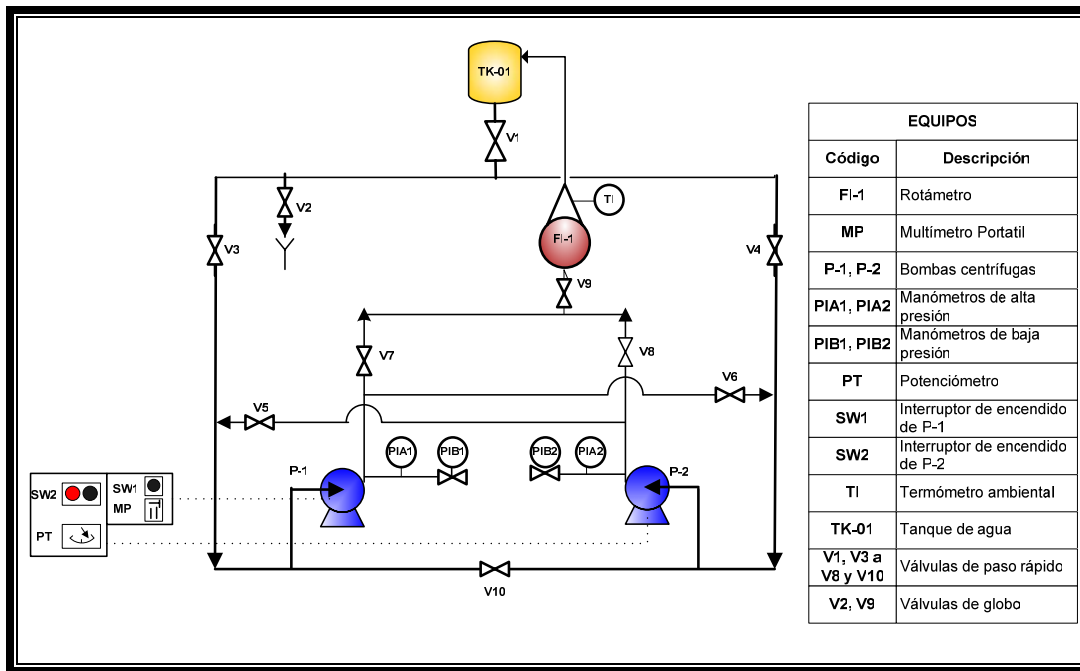 TK-01
V1
V2
V3
TI
FI-1
V4
V9
V7
V8
V6
V5
PIA1
PIB1
PIB2
PIA2
P-1
P-2
SW2
SW1
MP
PT
V10
EQUIPOS
Código Descripción
FI-1 Rotámetro
MP Multímetro Portatil
P-1, P-2 Bombas centrífugas
PIA1, PIA2 Manómetros de alta
presión
PIB1, PIB2 Manómetros de baja
presión
PT Potenciómetro
SW1 Interruptor de encendido
de P-1
SW2 Interruptor de encendido
de P-2
TI Termómetro ambiental
TK-01 Tanque de agua
V1, V3 a
V8 y V10 Válvulas de paso rápido
V2, V9 Válvulas de globo